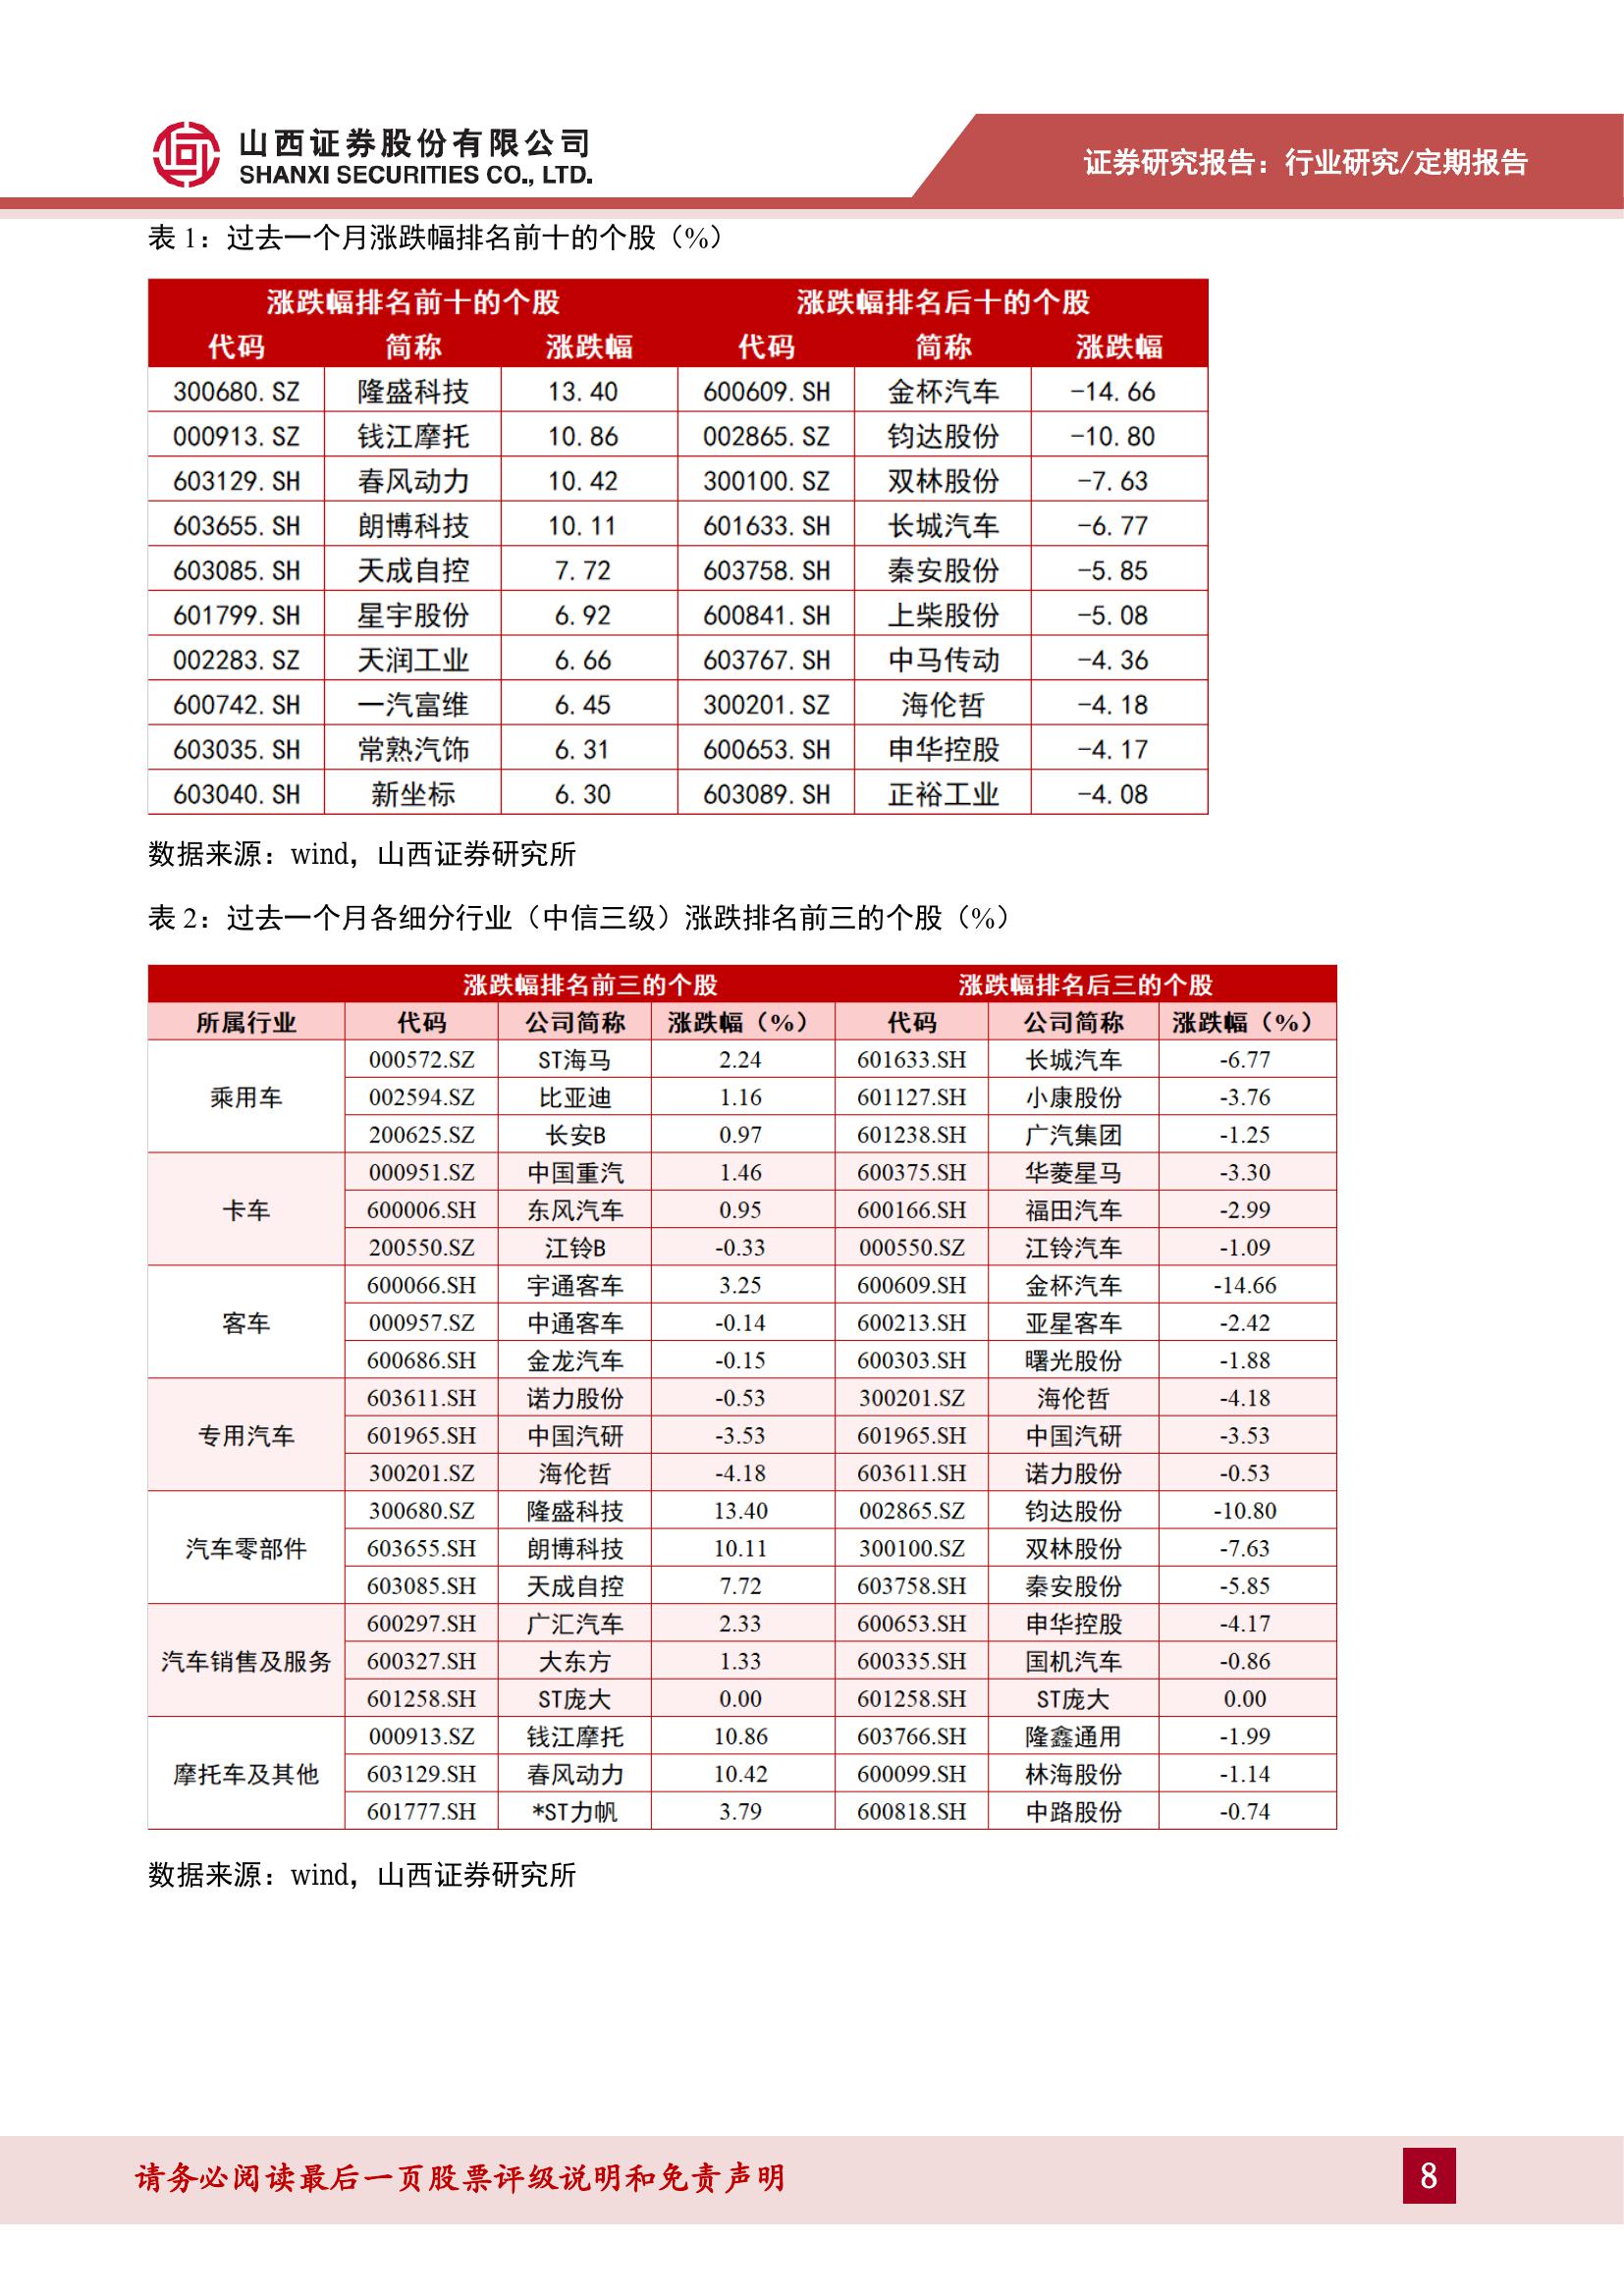 山西证券股份有限公司
SHANXI SECURITIES CO., LTD.
证券研究报告：行业研究/定期报告
表 1：过去一个月涨跌幅排名前十的个股（%）
涨跌幅排名前十的个股 涨跌幅排名后十的个股
代码 简称 涨跌幅 代码 简称 涨跌幅
300680.SZ 隆盛科技 13.40 600609.SH 金杯汽车 -14.66
000913.SZ 钱江摩托 10.86 002865.SZ 钧达股份 -10.80
603129.SH 春风动力 10.42 300100.SZ 双林股份 -7.63
603655.SH 朗博科技 10.11 601633.SH 长城汽车 -6.77
603085.SH 天成自控 7.72 603758.SH 秦安股份 -5.85
601799.SH 星宇股份 6.92 600841.SH 上柴股份 -5.08
002283.SZ 天润工业 6.66 603767.SH 中马传动 -4.36
600742.SH 一汽富维 6.45 300201.SZ 海伦哲 -4.18
603035.SH 常熟汽饰 6.31 600653.SH 申华控股 -4.17
603040.SH 新坐标 6.30 603089.SH 正裕工业 -4.08
数据来源：wind，山西证券研究所
表 2：过去一个月各细分行业（中信三级）涨跌排名前三的个股（%）
涨跌幅排名前三的个股 涨跌幅排名后三的个股
所属行业 代码 公司简称 涨跌幅（%） 代码 公司简称 涨跌幅（%）
000572.SZ ST海马 2.24 601633.SH 长城汽车 -6.77
乘用车 002594.SZ 比亚迪 1.16 601127.SH 小康股份 -3.76
200625.SZ 长安B 0.97 601238.SH 广汽集团 -1.25
000951.SZ 中国重汽 1.46 600375.SH 华菱星马 -3.30
卡车 600006.SH 东风汽车 0.95 600166.SH 福田汽车 -2.99
200550.SZ 江铃B -0.33 000550.SZ 江铃汽车 -1.09
600066.SH 宇通客车 3.25 600609.SH 金杯汽车 -14.66
客车 000957.SZ 中通客车 -0.14 600213.SH 亚星客车 -2.42
600686.SH 金龙汽车 -0.15 600303.SH 曙光股份 -1.88
603611.SH 诺力股份 -0.53 300201.SZ 海伦哲 -4.18
专用汽车 601965.SH 中国汽研 -3.53 601965.SH 中国汽研 -3.53
300201.SZ 海伦哲 -4.18 603611.SH 诺力股份 -0.53
300680.SZ 隆盛科技 13.40 002865.SZ 钧达股份 -10.80
汽车零部件 603655.SH 朗博科技 10.11 300100.SZ 双林股份 -7.63
603085.SH 天成自控 7.72 603758.SH 秦安股份 -5.85
600297.SH 广汇汽车 2.33 600653.SH 申华控股 -4.17
汽车销售及服务 600327.SH 大东方 1.33 600335.SH 国机汽车 -0.86
601258.SH ST庞大 0.00 601258.SH ST庞大 0.00
000913.SZ 钱江摩托 10.86 603766.SH 隆鑫通用 -1.99
摩托车及其他 603129.SH 春风动力 10.42 600099.SH 林海股份 -1.14
601777.SH *ST力帆 3.79 600818.SH 中路股份 -0.74
数据来源：wind，山西证券研究所
请务必阅读最后一页股票评级说明和免责声明
8